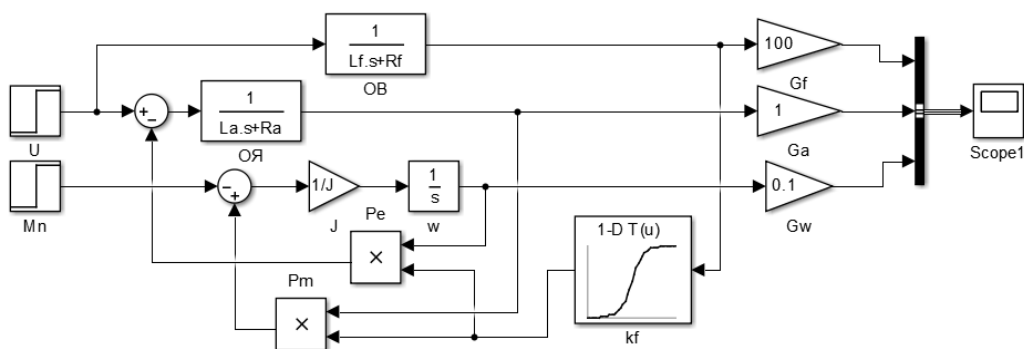 1
Lf.s+Rf
OB
100
Gf
U
+
−
1
La.s+Ra
ОЯ
1
Ga
Scope1
Mn
−
+
1/J
J
1
s
w
0.1
Gw
Pe
×
1-D T(u)
kf
Pm
×